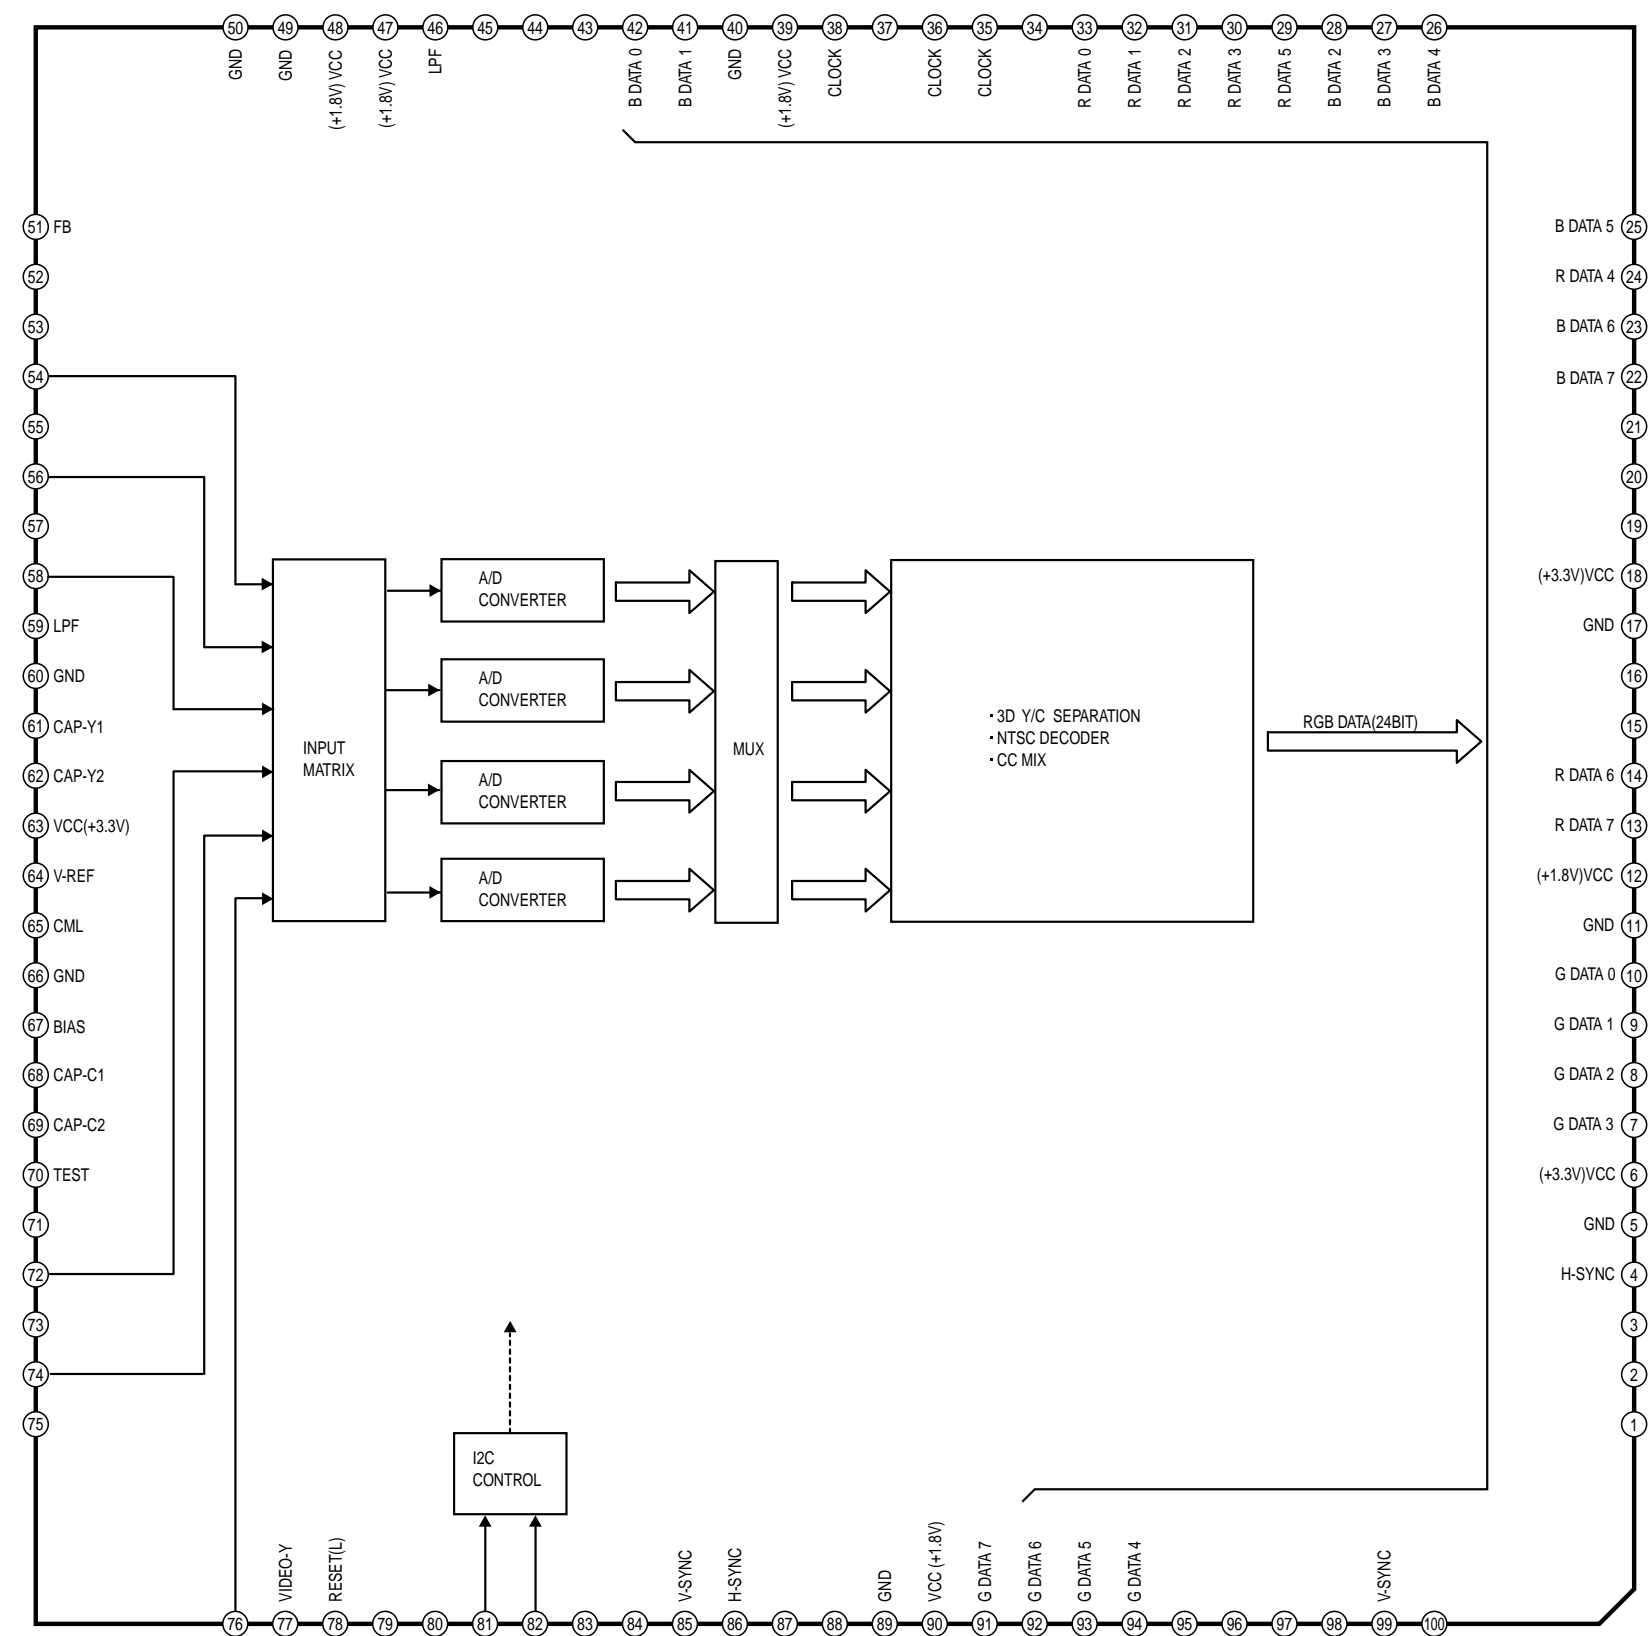 50 49 48 47 46 45 44 43 42 41 40 39 38 37 36 35 34 33 32 31 30 29 28 27 26
GND
GND
(+1.8V) VCC
(+1.8V) VCC
LPF
B DATA 0
B DATA 1
GND
(+1.8V) VCC
CLOCK
CLOCK
CLOCK
R DATA 0
R DATA 1
R DATA 2
R DATA 3
R DATA 5
B DATA 2
B DATA 3
B DATA 4
51 FB
52
53
54
55
56
57
58
59 LPF
60 GND
61 CAP-Y1
62 CAP-Y2
63 VCC(+3.3V)
64 V-REF
65 CML
66 GND
67 BIAS
68 CAP-C1
69 CAP-C2
70 TEST
71
72
73
74
75
INPUT
MATRIX
A/D
CONVERTER
A/D
CONVERTER
A/D
CONVERTER
A/D
CONVERTER
MUX
· 3D Y/C SEPARATION
· NTSC DECODER
· CC MIX
RGB DATA(24BIT)
I2C
CONTROL
B DATA 5 25
R DATA 4 24
B DATA 6 23
B DATA 7 22
21
20
19
(+3.3V)VCC 18
GND 17
16
15
R DATA 6 14
R DATA 7 13
(+1.8V)VCC 12
GND 11
G DATA 0 10
G DATA 1 9
G DATA 2 8
G DATA 3 7
(+3.3V)VCC 6
GND 5
H-SYNC 4
3
2
1
VIDEO-Y
RESET(L)
V-SYNC
H-SYNC
GND
VCC (+1.8V)
G DATA 7
G DATA 6
G DATA 5
G DATA 4
V-SYNC
76 77 78 79 80 81 82 83 84 85 86 87 88 89 90 91 92 93 94 95 96 97 98 99 100